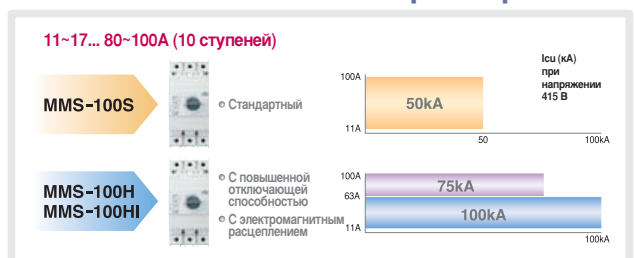 11~17... 80~100A (10 ступеней)
MMS-100S
Стандартный
Icu (кА)
при
напряжении
415 В
100A
50kA
11A
50
100kA
MMS-100H
MMS-100HI
С повышенной
отключающей
способностью
С электромагнитным
расцеплением
100A
75kA
63A
100kA
11A
100kA